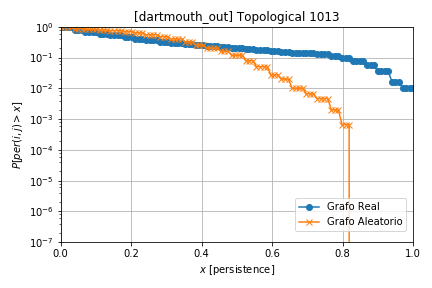 [dartmouth_out] Topological 1013
P[per(i, j) > x]
10^0
10^-1
10^-2
10^-3
10^-4
10^-5
10^-6
10^-7
Grafo Real
Grafo Aleatorio
0.0 0.2 0.4 0.6 0.8 1.0
x [persistence]